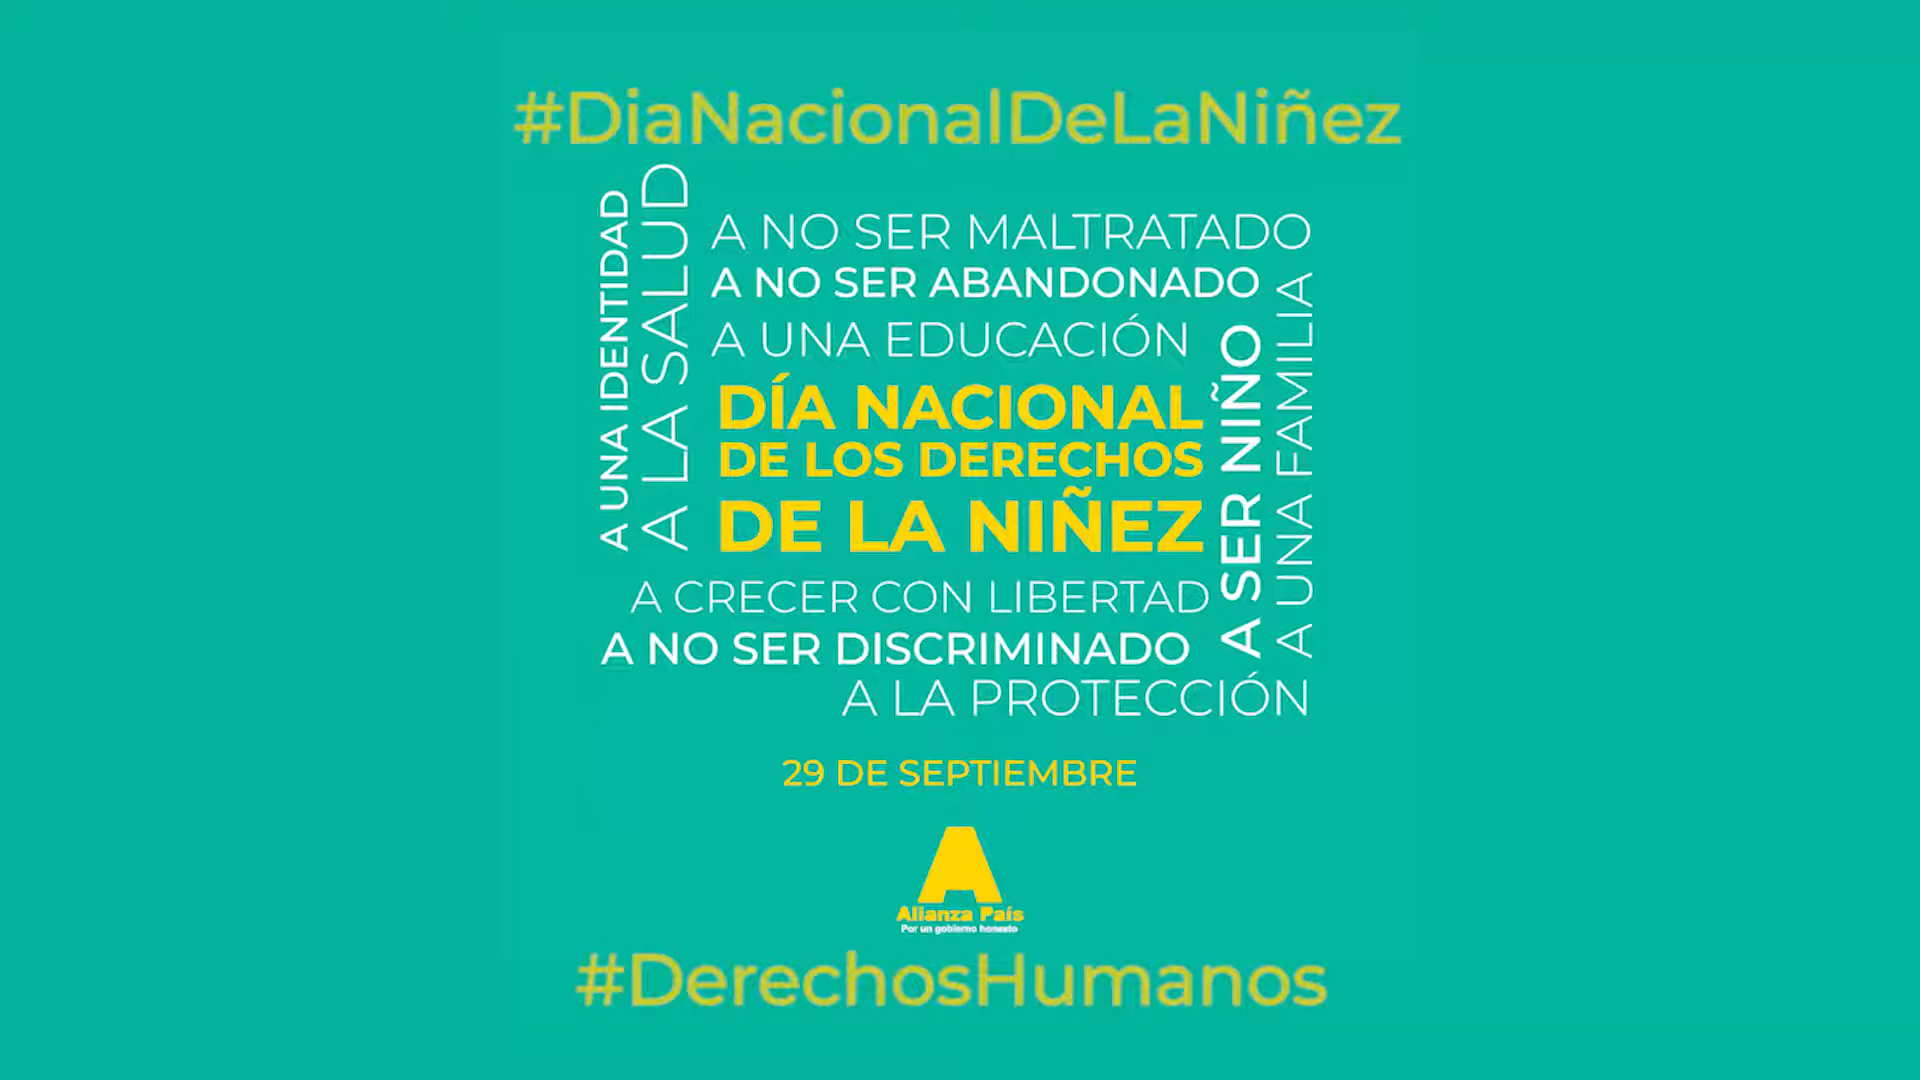 #DiaNacionalDeLaNiñez
A UNA IDENTIDAD
A LA SALUD
A NO SER MALTRATADO
A NO SER ABANDONADO
A UNA EDUCACIÓN
DÍA NACIONAL
DE LOS DERECHOS
DE LA NIÑEZ
A SER NIÑO
A UNA FAMILIA
A CRECER CON LIBERTAD
A NO SER DISCRIMINADO
A LA PROTECCIÓN
29 DE SEPTIEMBRE
A
Alianza País
Por un gobierno honesto
#DerechosHumanos